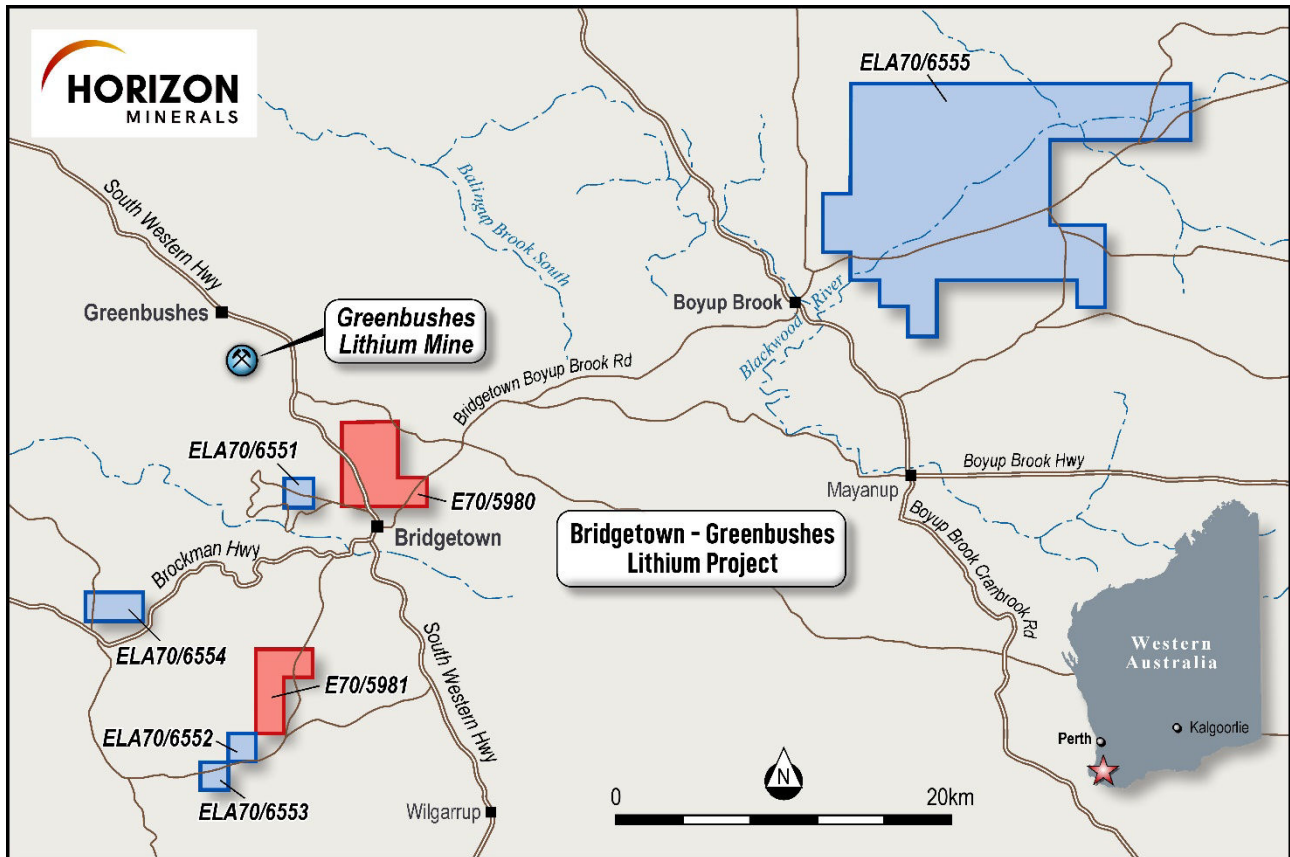 HORIZON
MINERALS
ELA70/6555
South Western Hwy
Balingup Brook South
Greenbushes
Greenbushes
Lithium Mine
Boyup Brook
Blackwood River
Bridgetown Boyup Brook Rd
ELA70/6551
E70/5980
Mayanup
Boyup Brook Hwy
Bridgetown
Bridgetown - Greenbushes
Lithium Project
Brockman Hwy
Boyup Brook Cranbrook Rd
ELA70/6554
South Western Hwy
Western
Australia
E70/5981
ELA70/6552
Kalgoorlie
Perth
N
ELA70/6553
Wilgarrup
0
20km